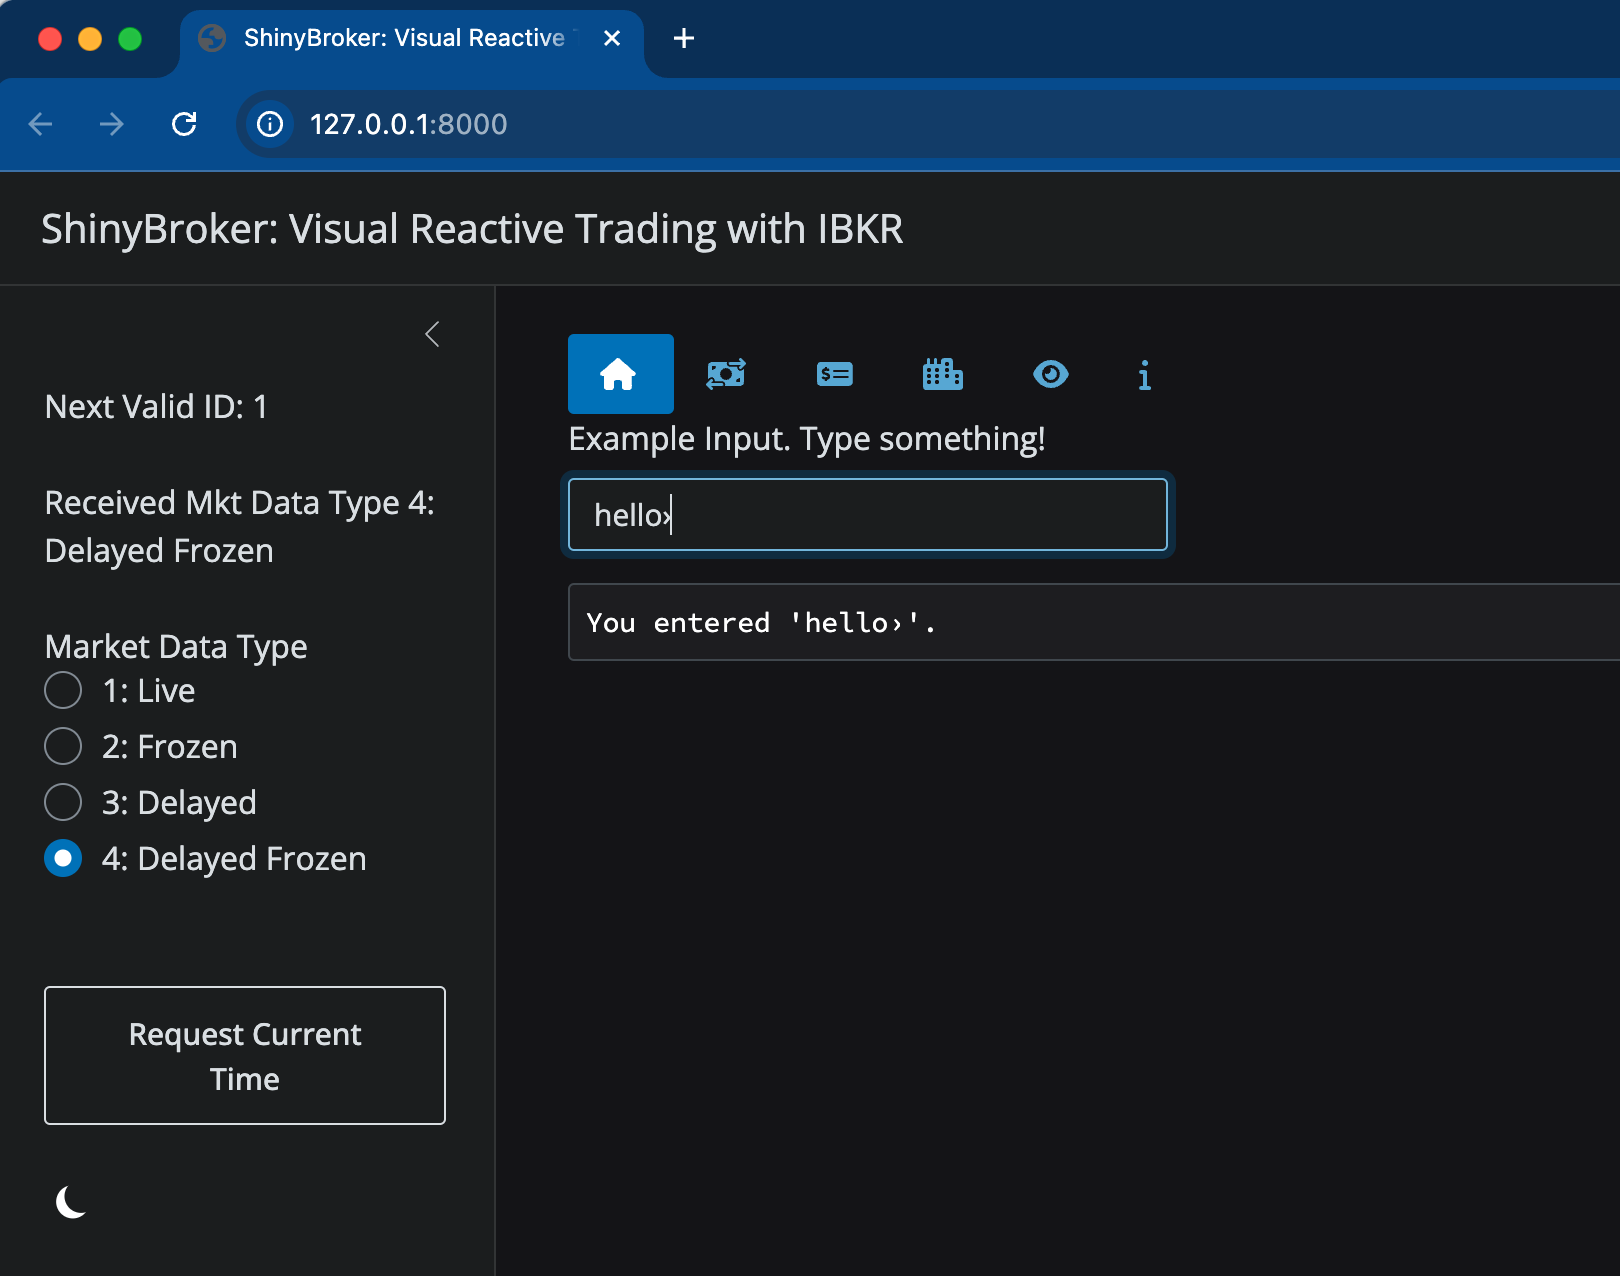 ShinyBroker: Visual Reactive
127.0.0.1:8000
ShinyBroker: Visual Reactive Trading with IBKR
Next Valid ID: 1
Received Mkt Data Type 4:
Delayed Frozen
Market Data Type
1: Live
2: Frozen
3: Delayed
4: Delayed Frozen
Request Current
Time
Example Input. Type something!
hello›
You entered 'hello›'.